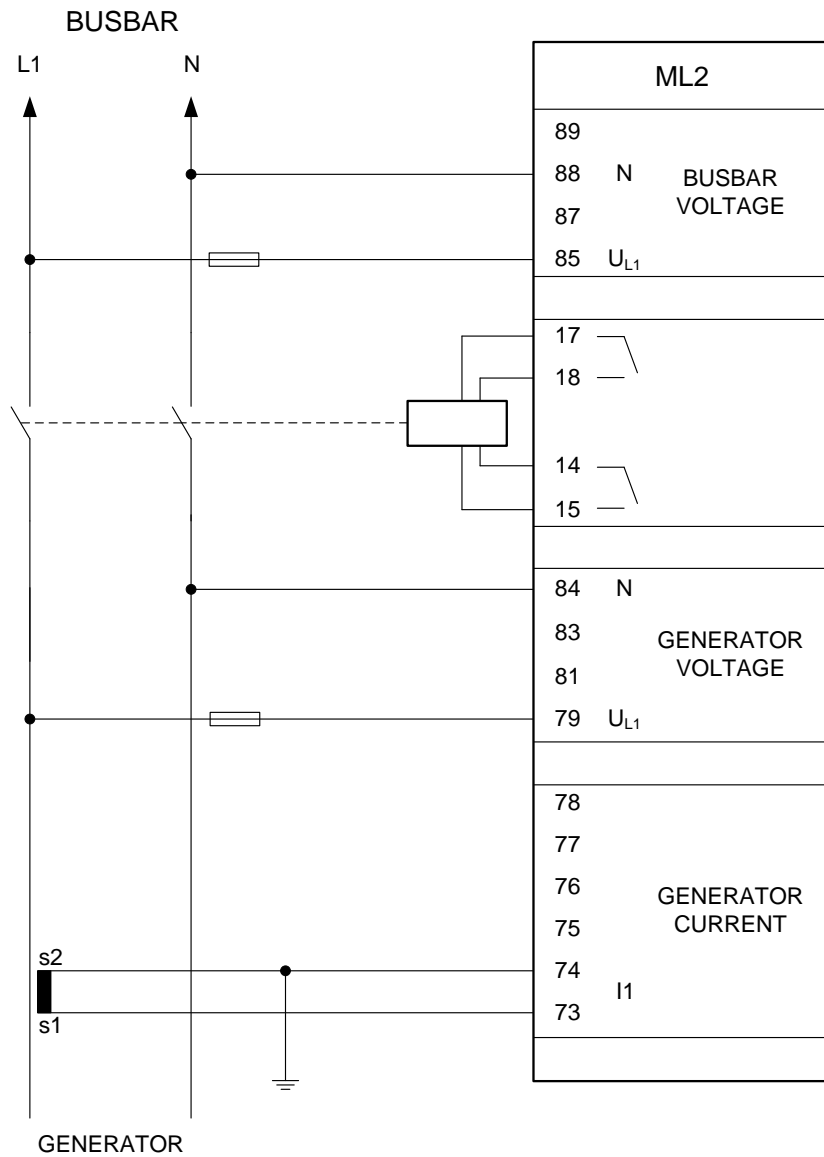 BUSBAR
L1
N
ML2
89
88 N
87
85 UL1
BUSBAR
VOLTAGE
17
18
14
15
84 N
83
81
79 UL1
GENERATOR
VOLTAGE
78
77
76
75
74
73
I1
GENERATOR
CURRENT
s2
s1
GENERATOR